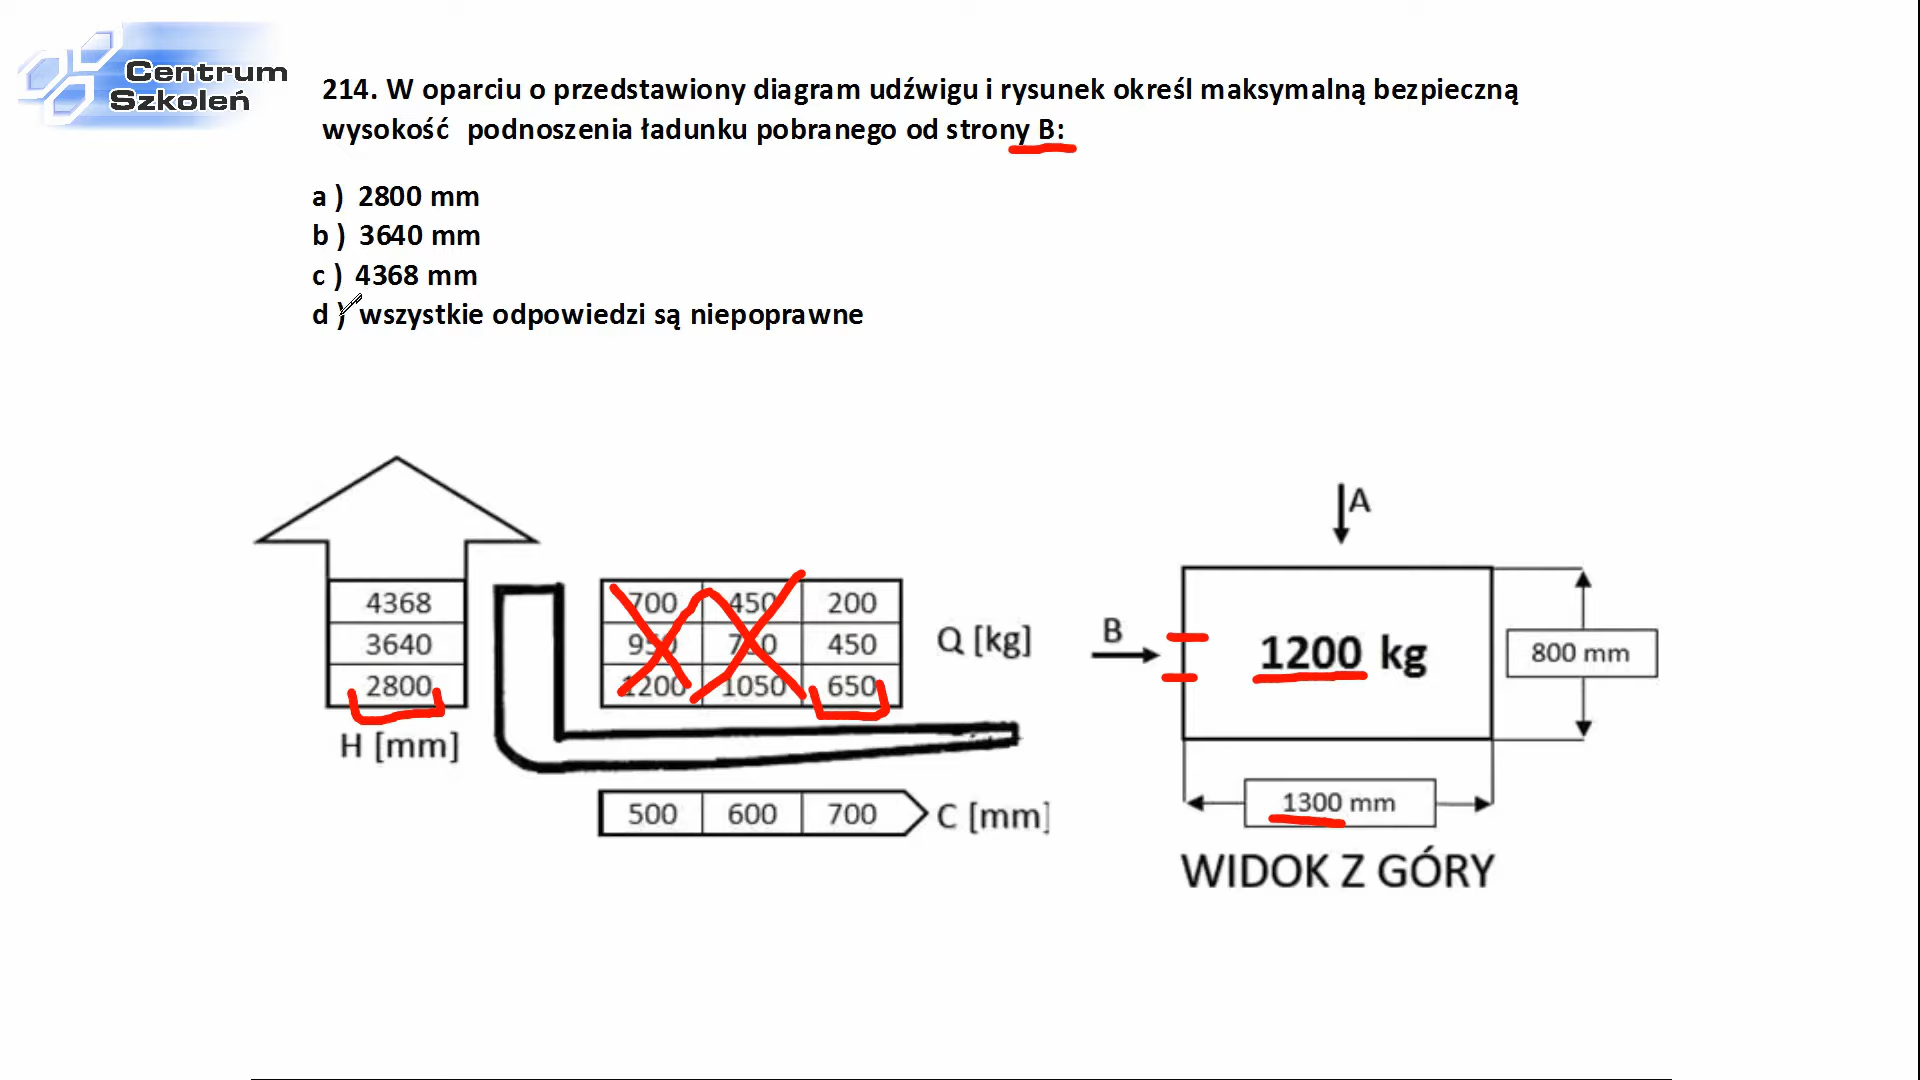 Centrum
Szkoleń
214. W oparciu o przedstawiony diagram udźwigu i rysunek określ maksymalną bezpieczną
wysokość podnoszenia ładunku pobranego od strony B:
a ) 2800 mm
b ) 3640 mm
c ) 4368 mm
d ) wszystkie odpowiedzi są niepoprawne
4368
3640
2800
H [mm]
700 450 200
950 450
1200 1050 650
Q [kg]
500 600 700 C [mm]
A
B
1200 kg
800 mm
1300 mm
WIDOK Z GÓRY